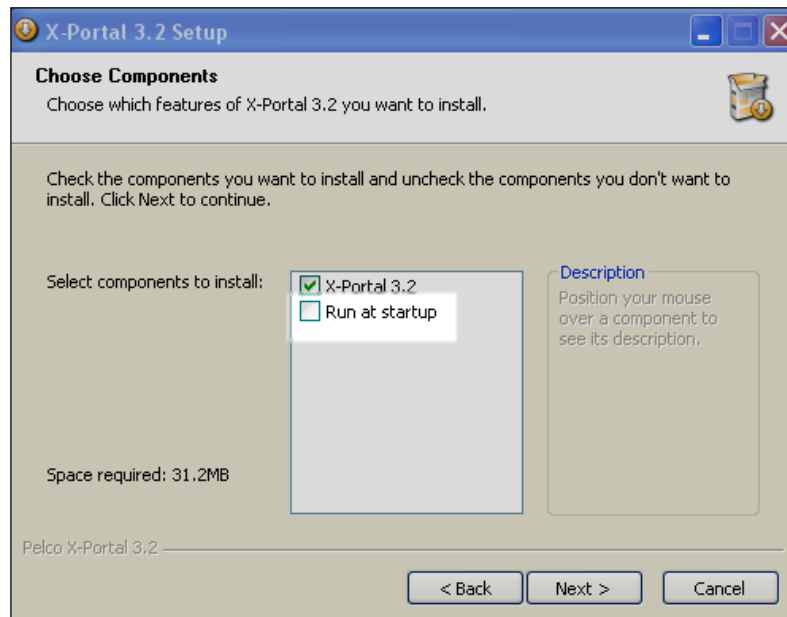 X-Portal 3.2 Setup
Choose Components
Choose which features of X-Portal 3.2 you want to install.
Check the components you want to install and uncheck the components you don't want to
install. Click Next to continue.
Select components to install:
X-Portal 3.2
Run at startup
Description
Position your mouse
over a component to
see its description.
Space required: 31.2MB
Pelco X-Portal 3.2
< Back
Next >
Cancel